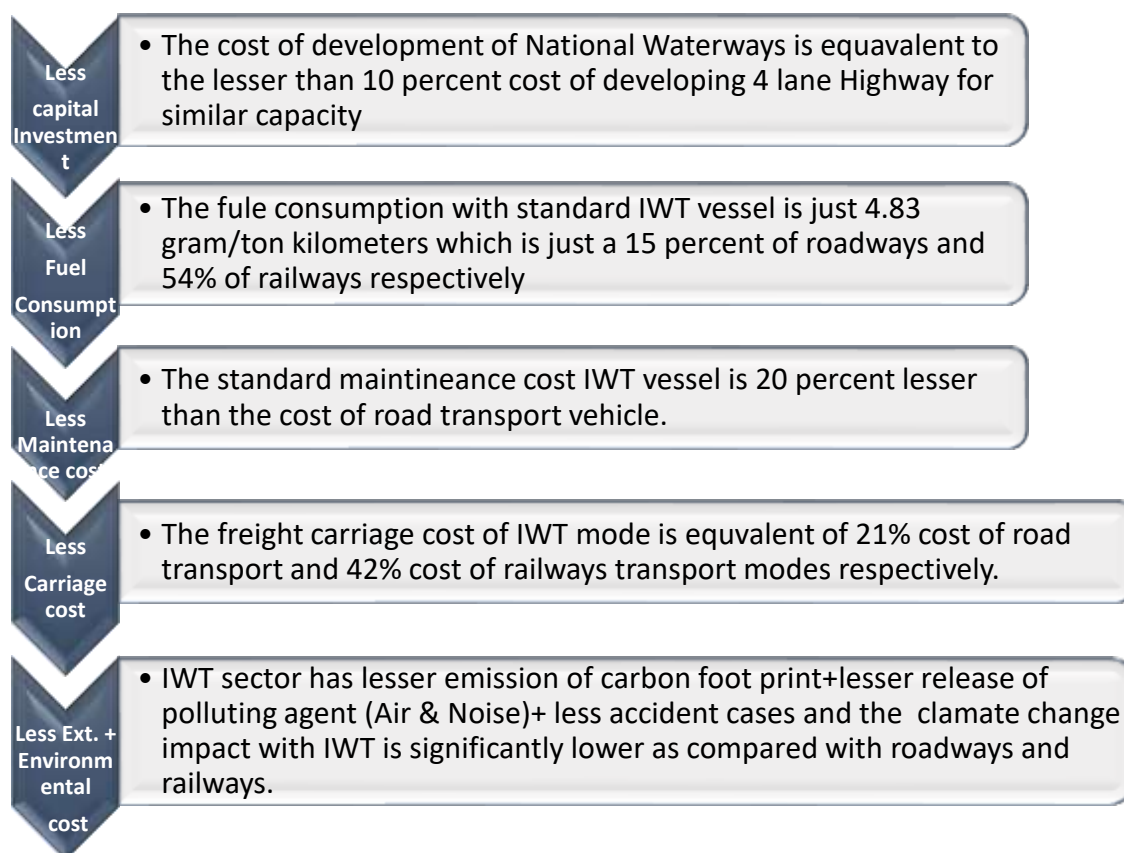 Less
capital
Investmen
t
• The cost of development of National Waterways is equavalent to
the lesser than 10 percent cost of developing 4 lane Highway for
similar capacity
Less
Fuel
Consumpt
ion
• The fule consumption with standard IWT vessel is just 4.83
gram/ton kilometers which is just a 15 percent of roadways and
54% of railways respectively
Less
Maintena
nce cost
• The standard maintineance cost IWT vessel is 20 percent lesser
than the cost of road transport vehicle.
Less
Carriage
cost
• The freight carriage cost of IWT mode is equvalent of 21% cost of road
transport and 42% cost of railways transport modes respectively.
Less Ext. +
Environm
ental
cost
• IWT sector has lesser emission of carbon foot print+lesser release of
polluting agent (Air & Noise)+ less accident cases and the  clamate change
impact with IWT is significantly lower as compared with roadways and
railways.